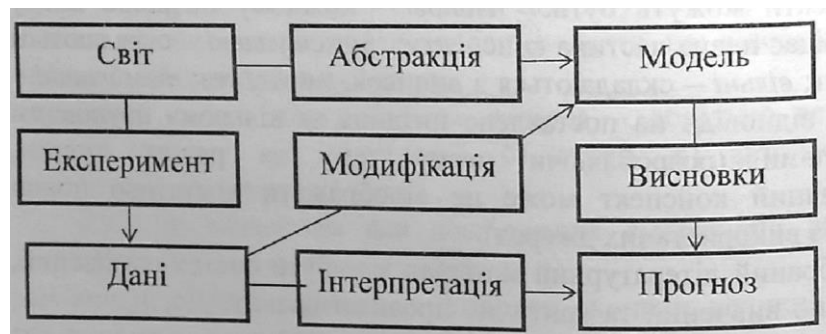 Світ
Абстракція
Модель
Експеримент
Модифікація
Висновки
Дані
Інтерпретація
Прогноз